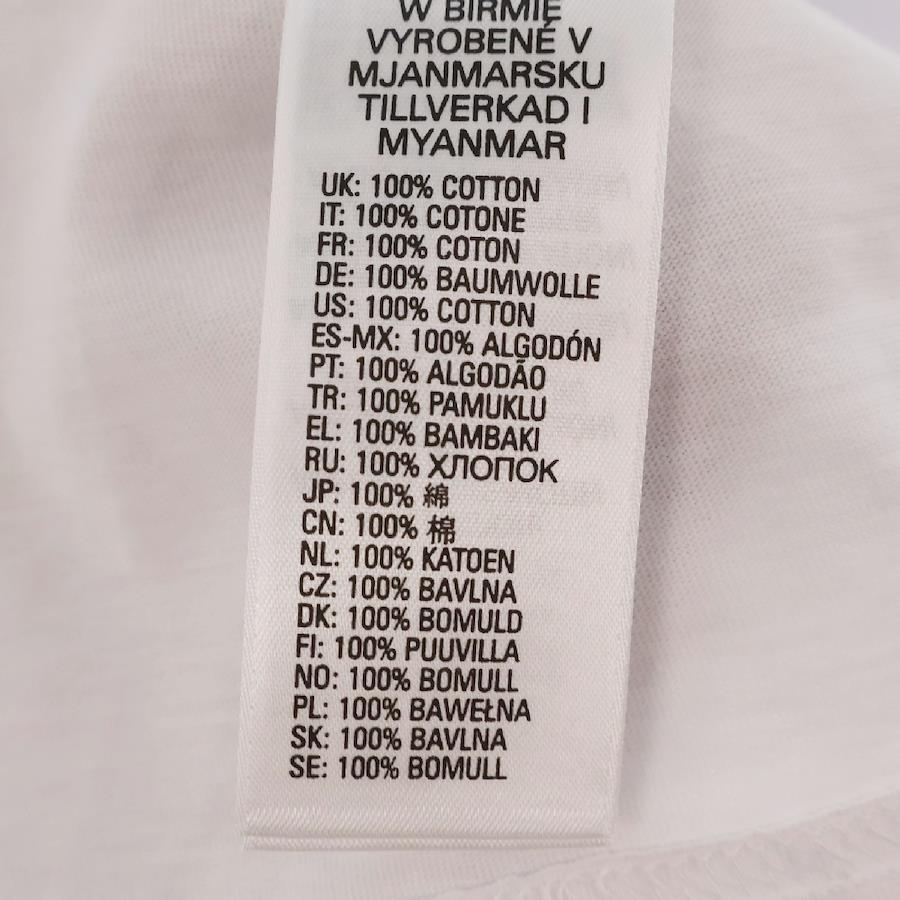 W BIRMIE
VYROBENÉ V
MJANMARSKU
TILLVERKAD I
MYANMAR
UK: 100% COTTON
IT: 100% COTONE
FR: 100% COTON
DE: 100% BAUMWOLLE
US: 100% COTTON
ES-MX: 100% ALGODÓN
PT: 100% ALGODÃO
TR: 100% PAMUKLU
EL: 100% BAMBAKI
RU: 100% ХЛОПОК
JP: 100% 綿
CN: 100% 棉
NL: 100% KATOEN
CZ: 100% BAVLNA
DK: 100% BOMULD
FI: 100% PUUVILLA
NO: 100% BOMULL
PL: 100% BAWEŁNA
SK: 100% BAVLNA
SE: 100% BOMULL